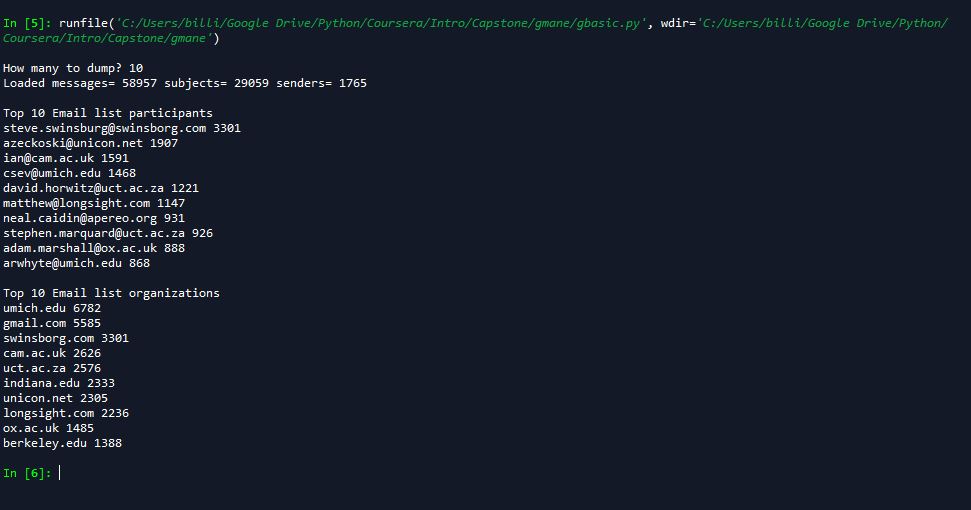 In [5]: runfile('C:/Users/billi/Google Drive/Python/Coursera/Intro/Capstone/gmane/gbasic.py', wdir='C:/Users/billi/Google Drive/Python/
Coursera/Intro/Capstone/gmane')
How many to dump? 10
Loaded messages= 58957 subjects= 29059 senders= 1765
Top 10 Email list participants
steve.swinsburg@swinsborg.com 3301
azeckoski@unicon.net 1907
ian@cam.ac.uk 1591
csev@umich.edu 1468
david.horwitz@uct.ac.za 1221
matthew@longsight.com 1147
neal.caidin@apereo.org 931
stephen.marquard@uct.ac.za 926
adam.marshall@ox.ac.uk 888
arwhyte@umich.edu 868
Top 10 Email list organizations
umich.edu 6782
gmail.com 5585
swinsborg.com 3301
cam.ac.uk 2626
uct.ac.za 2576
indiana.edu 2333
unicon.net 2305
longsight.com 2236
ox.ac.uk 1485
berkeley.edu 1388
In [6]: